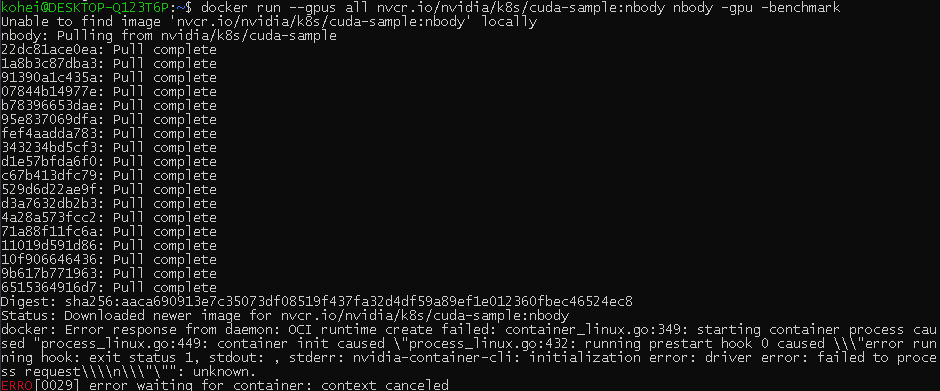 kohei@DESKTOP-Q123T6P:~$ docker run --gpus all nvcr.io/nvidia/k8s/cuda-sample:nbody nbody -gpu -benchmark
Unable to find image 'nvcr.io/nvidia/k8s/cuda-sample:nbody' locally
nbody: Pulling from nvidia/k8s/cuda-sample
22dc81ace0ea: Pull complete
1a8b3c87dba3: Pull complete
91390a1c435a: Pull complete
07844b14977e: Pull complete
b78396653dae: Pull complete
95e837069dfa: Pull complete
fef4aadda783: Pull complete
343234bd5cf3: Pull complete
d1e57bfda6f0: Pull complete
c67b413dfc79: Pull complete
529d6d22ae9f: Pull complete
d3a7632db2b3: Pull complete
4a28a573fcc2: Pull complete
71a88f11fc6a: Pull complete
11019d591d86: Pull complete
10f906646436: Pull complete
9b617b771963: Pull complete
6515364916d7: Pull complete
Digest: sha256:aaca690913e7c35073df08519f437fa32d4df59a89ef1e012360fbec46524ec8
Status: Downloaded newer image for nvcr.io/nvidia/k8s/cuda-sample:nbody
docker: Error response from daemon: OCI runtime create failed: container_linux.go:349: starting container process cau
sed "process_linux.go:449: container init caused \"process_linux.go:432: running prestart hook 0 caused \\\"error run
ning hook: exit status 1, stdout: , stderr: nvidia-container-cli: initialization error: driver error: failed to proce
ss request\\\\n\\\"\"": unknown.
ERRO[0029] error waiting for container: context canceled